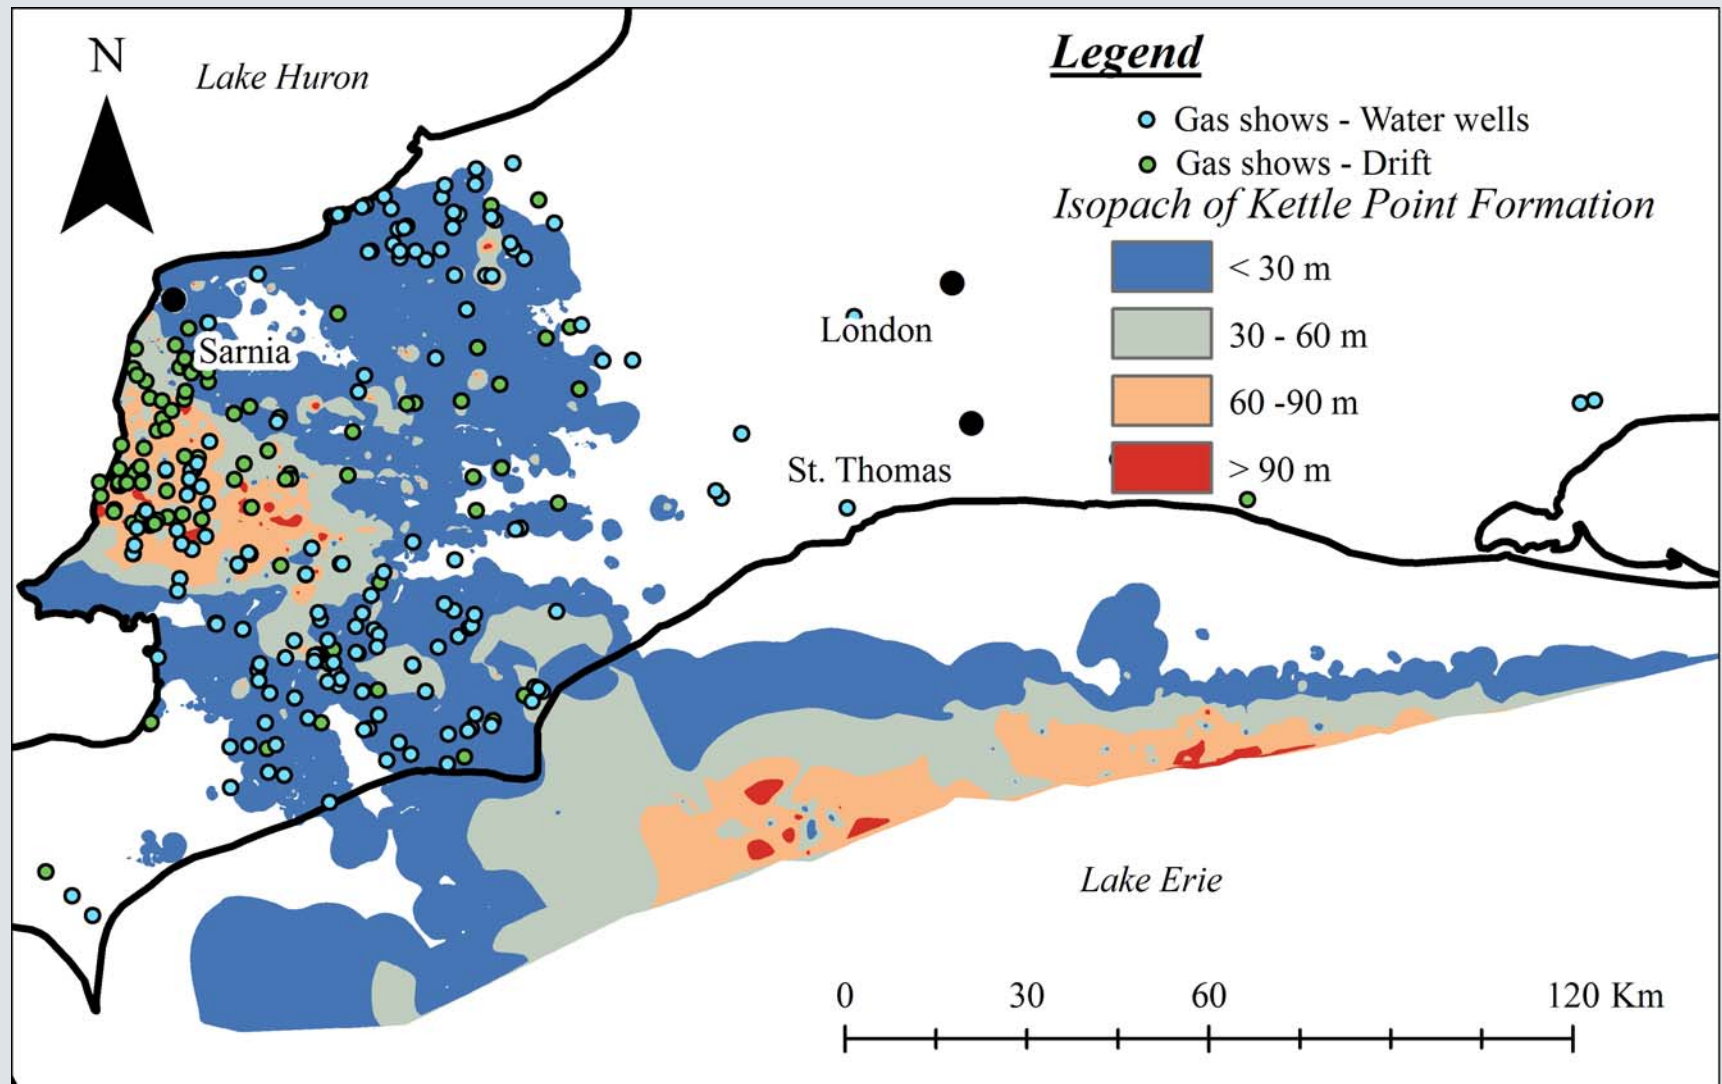 N
Lake Huron
Legend
Gas shows - Water wells
Gas shows - Drift
Isopach of Kettle Point Formation
< 30 m
30 - 60 m
60 -90 m
> 90 m
London
Sarnia
St. Thomas
Lake Erie
0 30 60 120 Km